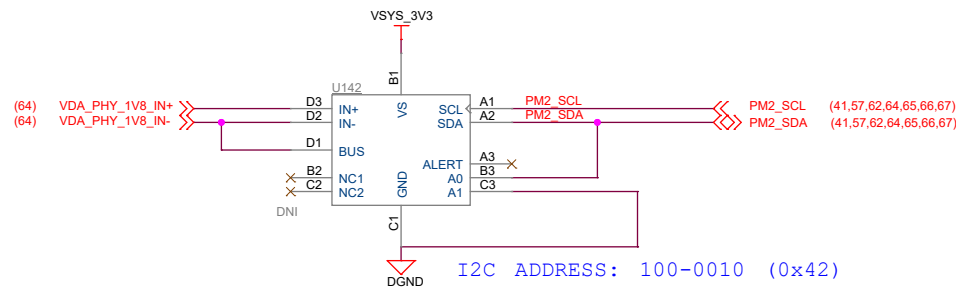 VSYS_3V3
U142
B1
(64) VDA_PHY_1V8_IN+ D3 IN+ VS SCL A1 PM2_SCL PM2_SCL (41,57,62,64,65,66,67)
(64) VDA_PHY_1V8_IN- D2 IN- SDA A2 PM2_SDA PM2_SDA (41,57,62,64,65,66,67)
D1 BUS
ALERT A3
B2 NC1 A0 B3
C2 NC2 GND A1 C3
DNI
C1
I2C ADDRESS: 100-0010 (0x42)
DGND